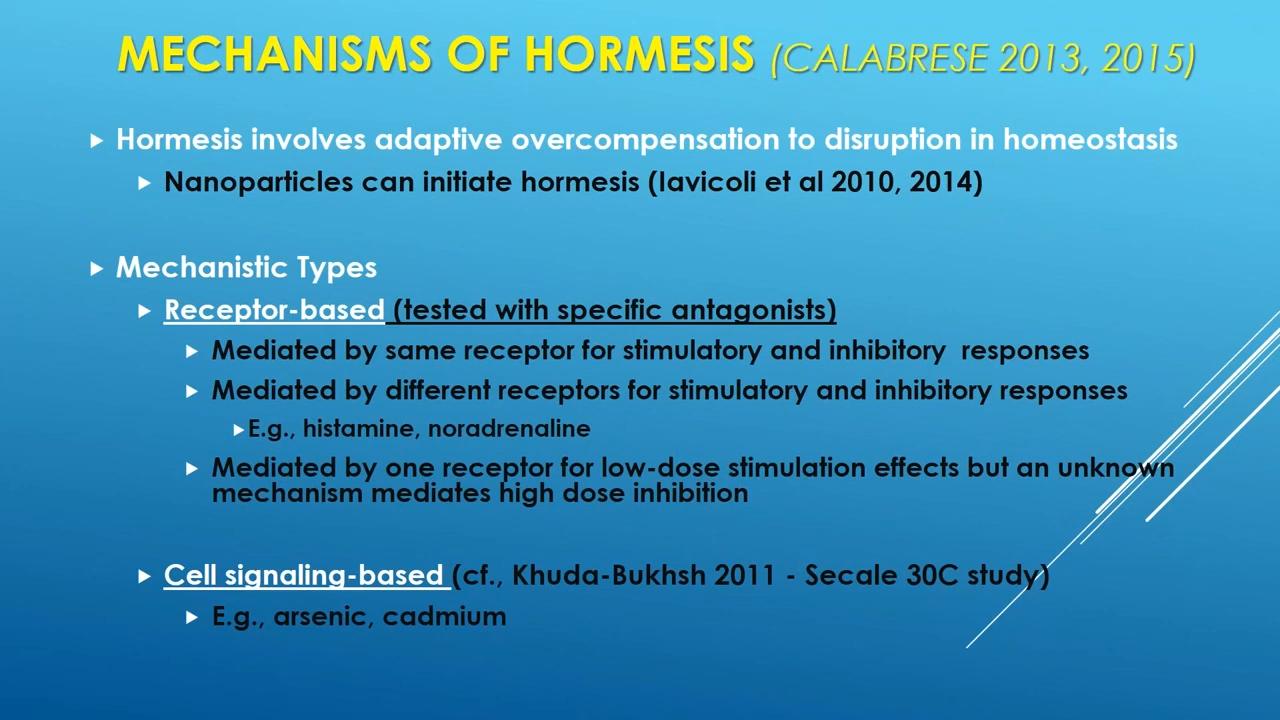 MECHANISMS OF HORMESIS (CALABRESE 2013, 2015)
Hormesis involves adaptive overcompensation to disruption in homeostasis
Nanoparticles can initiate hormesis (Iavicoli et al 2010, 2014)
Mechanistic Types
Receptor-based (tested with specific antagonists)
Mediated by same receptor for stimulatory and inhibitory responses
Mediated by different receptors for stimulatory and inhibitory responses
E.g., histamine, noradrenaline
Mediated by one receptor for low-dose stimulation effects but an unknown
mechanism mediates high dose inhibition
Cell signaling-based (cf., Khuda-Bukhsh 2011 - Secale 30C study)
E.g., arsenic, cadmium